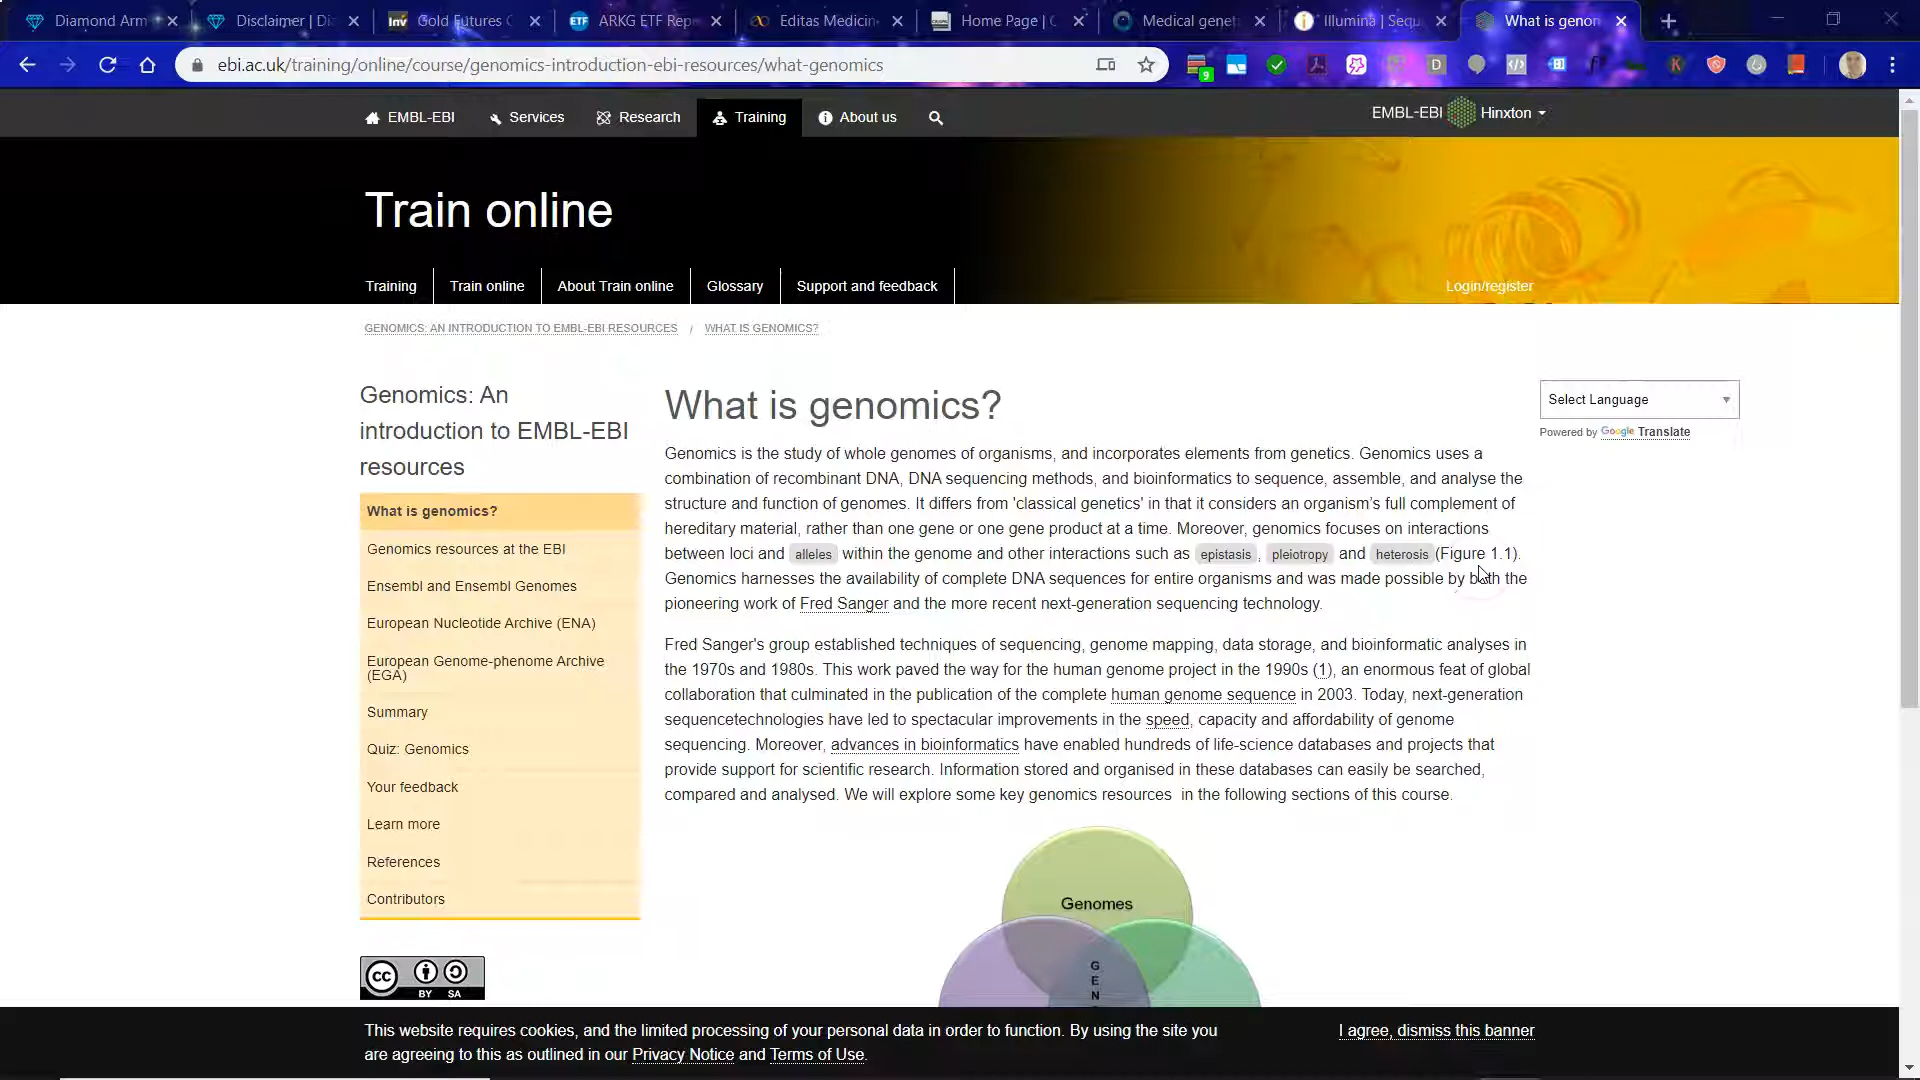 Diamond Arm
Disclaimer | Dia
Gold Futures C
ARKG ETF Rep
Editas Medicin
Home Page | C
Medical genet
Illumina | Sequ
What is genom
ebi.ac.uk/training/online/course/genomics-introduction-ebi-resources/what-genomics
9
EMBL-EBI
Services
Research
Training
About us
EMBL-EBI Hinxton
Train online
Training
Train online
About Train online
Glossary
Support and feedback
Login/register
GENOMICS: AN INTRODUCTION TO EMBL-EBI RESOURCES / WHAT IS GENOMICS?
Genomics: An
introduction to EMBL-EBI
resources
What is genomics?
Genomics resources at the EBI
Ensembl and Ensembl Genomes
European Nucleotide Archive (ENA)
European Genome-phenome Archive
(EGA)
Summary
Quiz: Genomics
Your feedback
Learn more
References
Contributors
CC BY SA
What is genomics?
Genomics is the study of whole genomes of organisms, and incorporates elements from genetics. Genomics uses a
combination of recombinant DNA, DNA sequencing methods, and bioinformatics to sequence, assemble, and analyse the
structure and function of genomes. It differs from 'classical genetics' in that it considers an organism’s full complement of
hereditary material, rather than one gene or one gene product at a time. Moreover, genomics focuses on interactions
between loci and alleles within the genome and other interactions such as epistasis, pleiotropy and heterosis (Figure 1.1).
Genomics harnesses the availability of complete DNA sequences for entire organisms and was made possible by both the
pioneering work of Fred Sanger and the more recent next-generation sequencing technology.
Fred Sanger's group established techniques of sequencing, genome mapping, data storage, and bioinformatic analyses in
the 1970s and 1980s. This work paved the way for the human genome project in the 1990s (1), an enormous feat of global
collaboration that culminated in the publication of the complete human genome sequence in 2003. Today, next-generation
sequencetechnologies have led to spectacular improvements in the speed, capacity and affordability of genome
sequencing. Moreover, advances in bioinformatics have enabled hundreds of life-science databases and projects that
provide support for scientific research. Information stored and organised in these databases can easily be searched,
compared and analysed. We will explore some key genomics resources in the following sections of this course.
Genomes
G
E
N
Select Language
Powered by Google Translate
This website requires cookies, and the limited processing of your personal data in order to function. By using the site you
are agreeing to this as outlined in our Privacy Notice and Terms of Use.
I agree, dismiss this banner